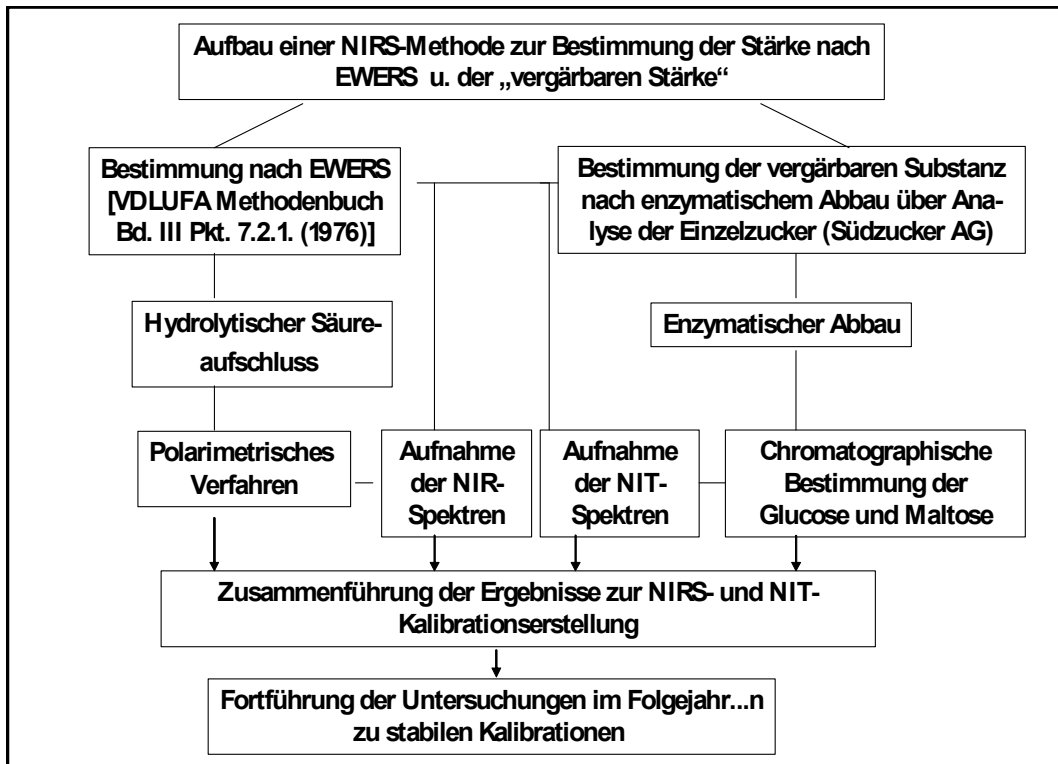 Aufbau einer NIRS-Methode zur Bestimmung der Stärke nach
EWERS u. der „vergärbaren Stärke“
Bestimmung nach EWERS
[VDLUFA Methodenbuch
Bd. III Pkt. 7.2.1. (1976)]
Bestimmung der vergärbaren Substanz
nach enzymatischem Abbau über Ana-
lyse der Einzelzucker (Südzucker AG)
Hydrolytischer Säure-
aufschluss
Enzymatischer Abbau
Polarimetrisches
Verfahren
Aufnahme
der NIR-
Spektren
Aufnahme
der NIT-
Spektren
Chromatographische
Bestimmung der
Glucose und Maltose
Zusammenführung der Ergebnisse zur NIRS- und NIT-
Kalibrationserstellung
Fortführung der Untersuchungen im Folgejahr...n
zu stabilen Kalibrationen